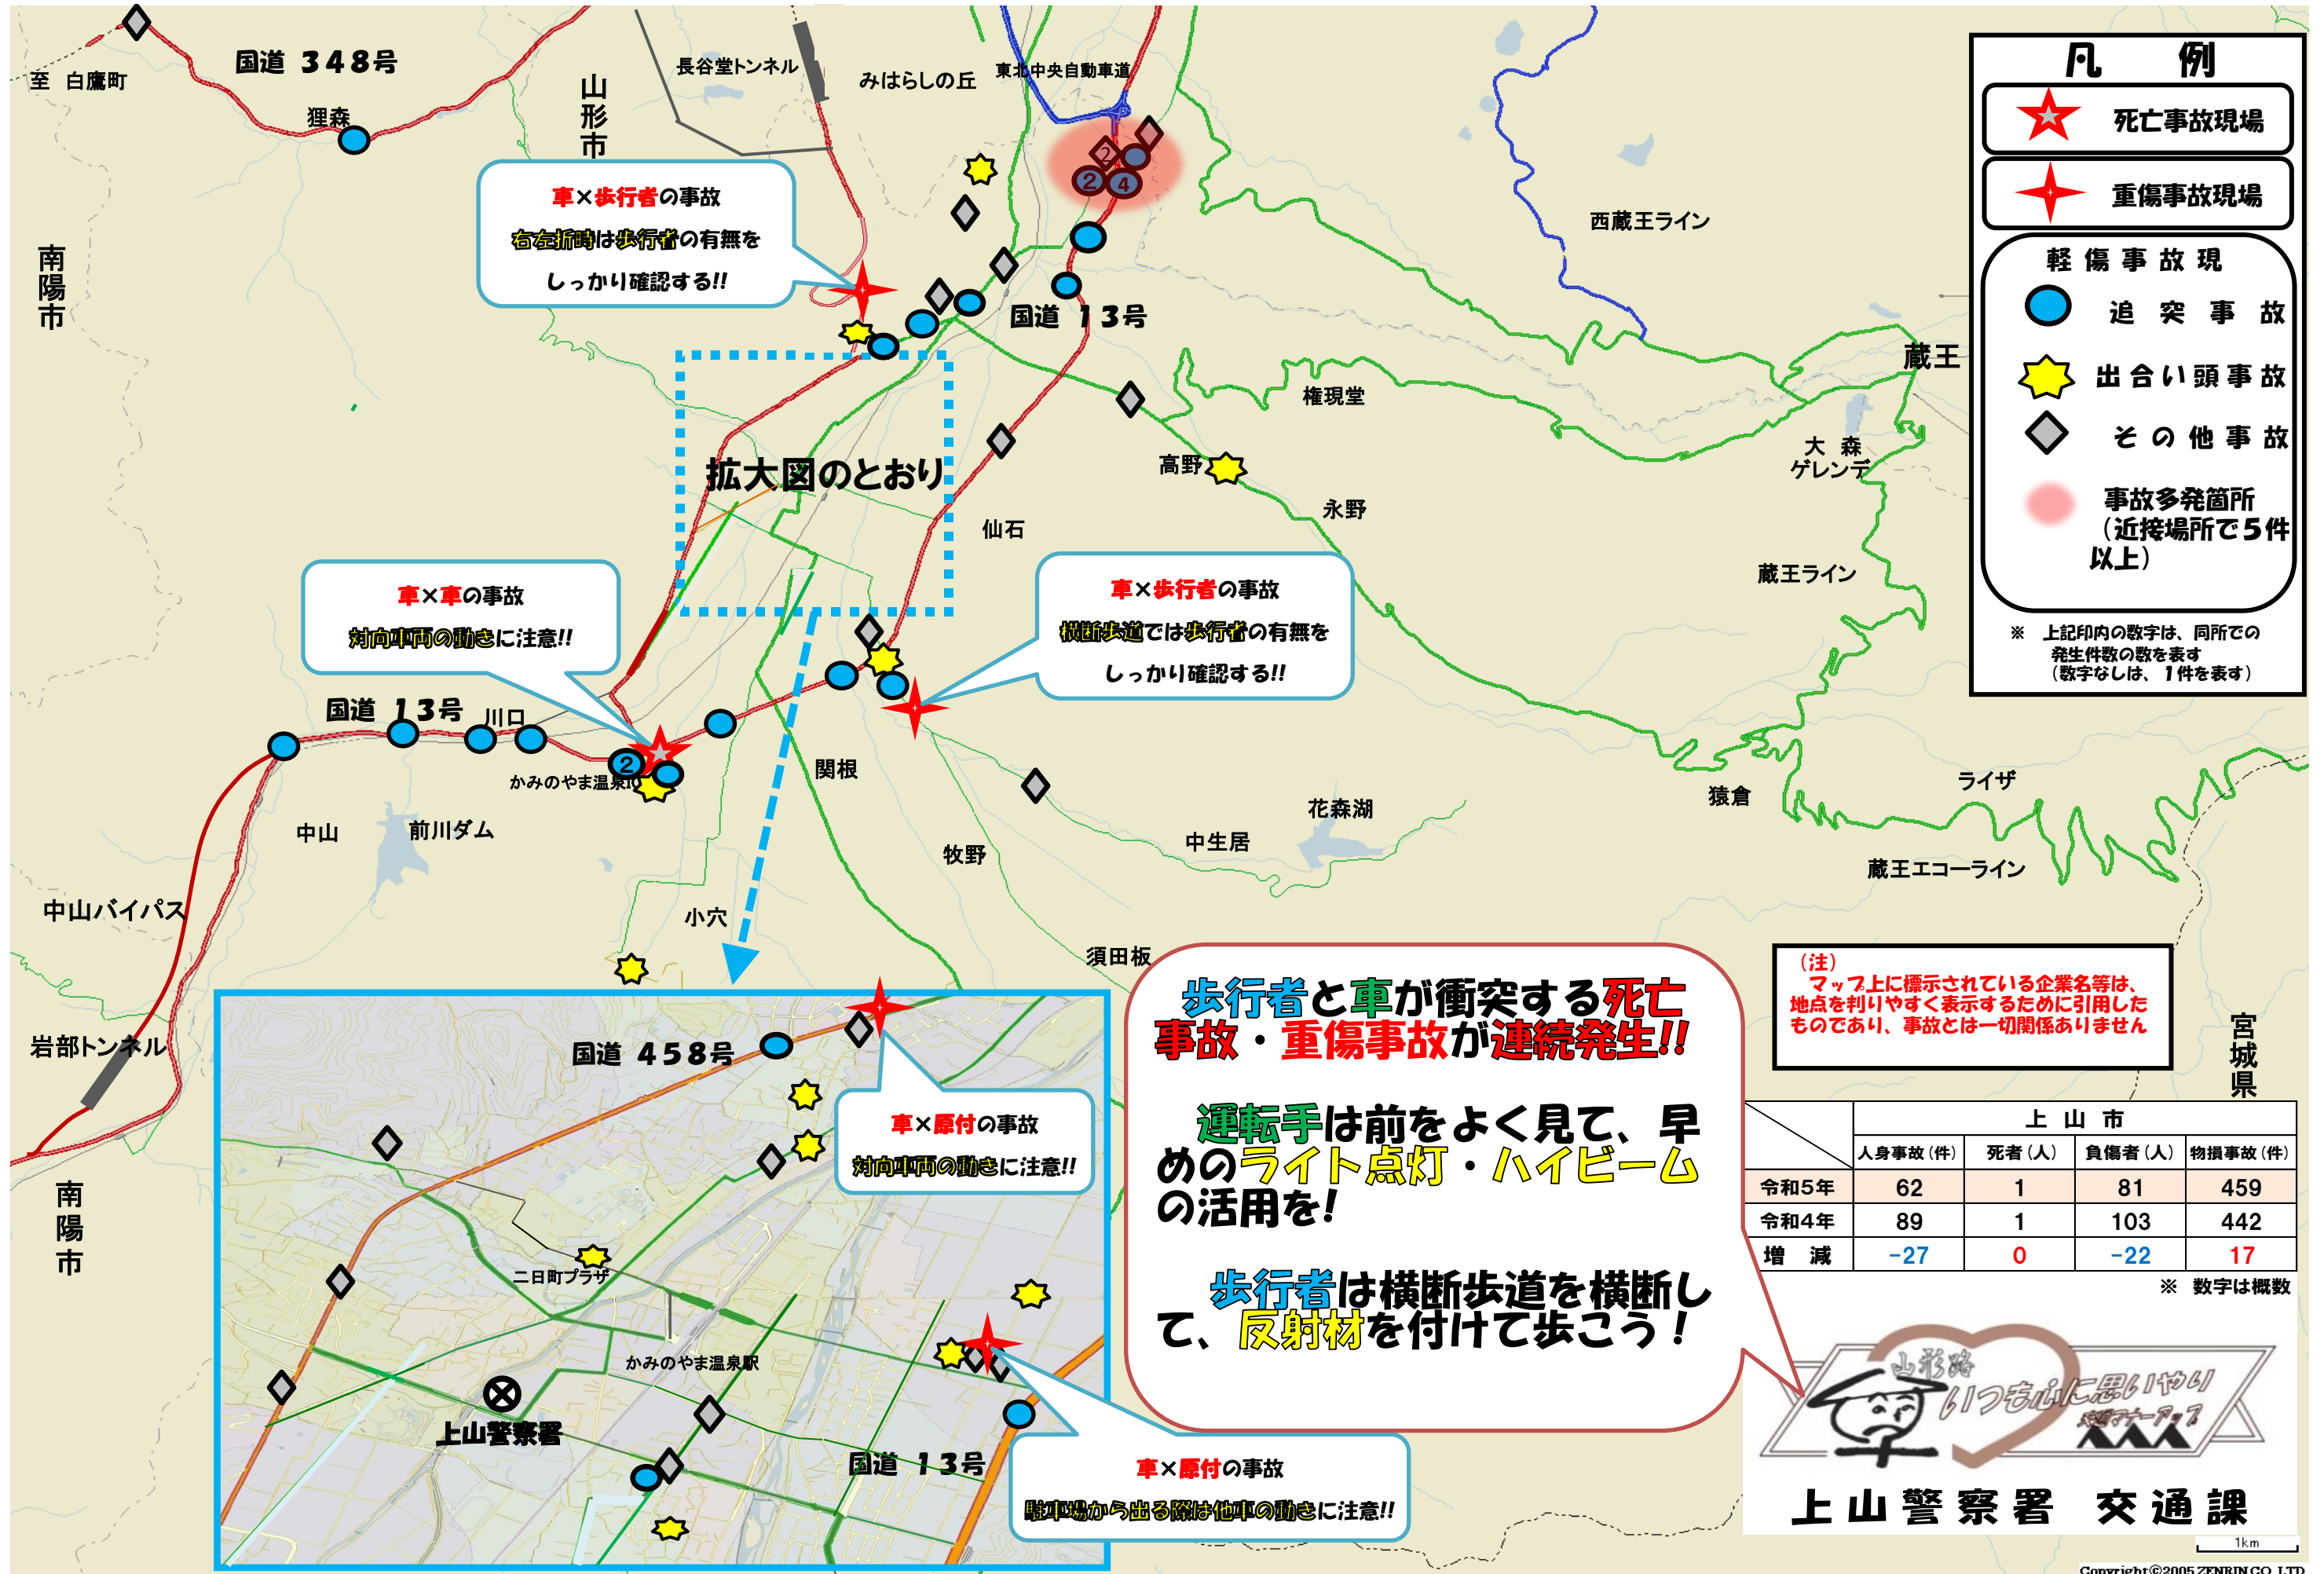 国道 348号
至 白鷹町
狸森
山形市
長谷堂トンネル
みはらしの丘
東北中央自動車道
南陽市
車×歩行者の事故
右左折時は歩行者の有無を
しっかり確認する!!
2
2
4
国道 13号
西蔵王ライン
蔵王
権現堂
大 森
ゲレンデ
高野
永野
拡大図のとおり
仙石
蔵王ライン
車×車の事故
対向車両の動きに注意!!
車×歩行者の事故
横断歩道では歩行者の有無を
しっかり確認する!!
国道 13号
川口
2
かみのやま温泉IC
関根
中山
前川ダム
花森湖
中生居
牧野
猿倉
ライザ
蔵王エコーライン
中山バイパス
小穴
須田板
岩部トンネル
南陽市
宮城県
凡 例
死亡事故現場
重傷事故現場
軽傷事故現
追突事故
出合い頭事故
その他事故
事故多発箇所
（近接場所で5件
以上）
※ 上記印内の数字は、同所での
発生件数の数を表す
（数字なしは、1件を表す）
国道 458号
車×原付の事故
対向車両の動きに注意!!
二日町プラザ
かみのやま温泉駅
上山警察署
国道 13号
車×原付の事故
駐車場から出る際は他車の動きに注意!!
歩行者と車が衝突する死亡
事故・重傷事故が連続発生!!
運転手は前をよく見て、早
めのライト点灯・ハイビーム
の活用を!
歩行者は横断歩道を横断し
て、反射材を付けて歩こう！
（注）
マップ上に標示されている企業名等は、
地点を判りやすく表示するために引用した
ものであり、事故とは一切関係ありません
上 山 市
人身事故(件) 死者(人) 負傷者(人) 物損事故(件)
令和5年 62 1 81 459
令和4年 89 1 103 442
増 減 -27 0 -22 17
※ 数字は概数
山形路
いつも心に思いやり
交通マナーアップ
上山警察署 交通課
1km
Copyright©2005 ZENRIN CO.,LTD